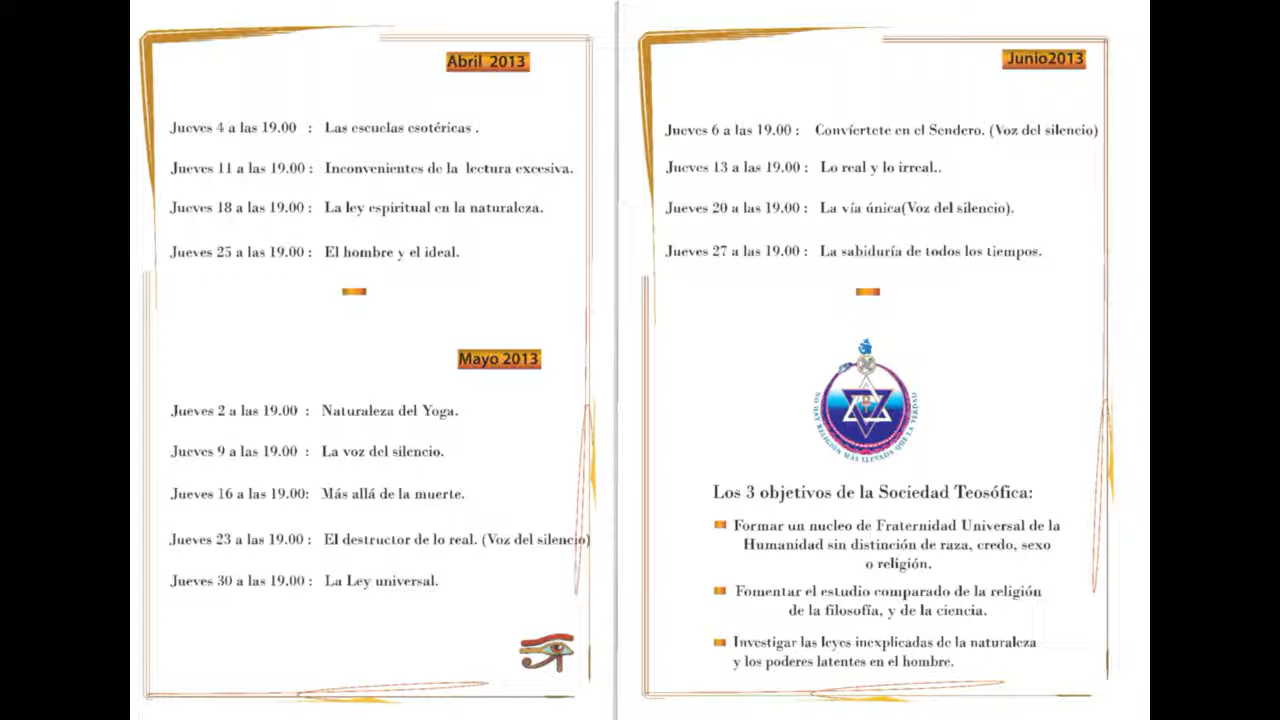 Abril 2013
Jueves 4 a las 19.00 : Las escuelas esotéricas .
Jueves 11 a las 19.00 : Inconvenientes de la lectura excesiva.
Jueves 18 a las 19.00 : La ley espiritual en la naturaleza.
Jueves 25 a las 19.00 : El hombre y el ideal.
Mayo 2013
Jueves 2 a las 19.00 : Naturaleza del Yoga.
Jueves 9 a las 19.00 : La voz del silencio.
Jueves 16 a las 19.00: Más allá de la muerte.
Jueves 23 a las 19.00 : El destructor de lo real. (Voz del silencio)
Jueves 30 a las 19.00 : La Ley universal.
Junio2013
Jueves 6 a las 19.00 : Convíertete en el Sendero. (Voz del silencio)
Jueves 13 a las 19.00 : Lo real y lo irreal..
Jueves 20 a las 19.00 : La vía única(Voz del silencio).
Jueves 27 a las 19.00 : La sabiduría de todos los tiempos.
NO HAY RELIGIÓN MÁS LLEVADA QUE LA VERDAD
Los 3 objetivos de la Sociedad Teosófica:
Formar un nucleo de Fraternidad Universal de la
Humanidad sin distinción de raza, credo, sexo
o religión.
Fomentar el estudio comparado de la religión
de la filosofía, y de la ciencia.
Investigar las leyes inexplicadas de la naturaleza
y los poderes latentes en el hombre.